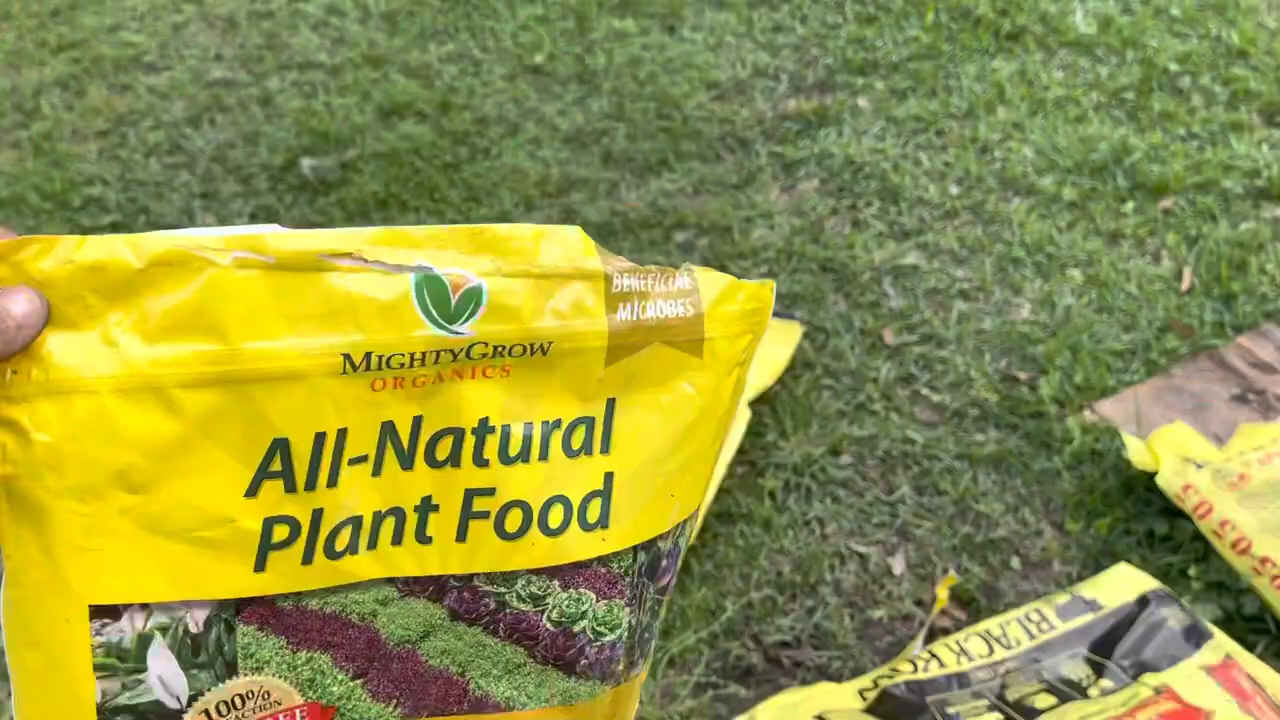 BENEFICIAL
MICROBES
MIGHTYGROW
ORGANICS
All-Natural
Plant Food
100%
BLACK KOW